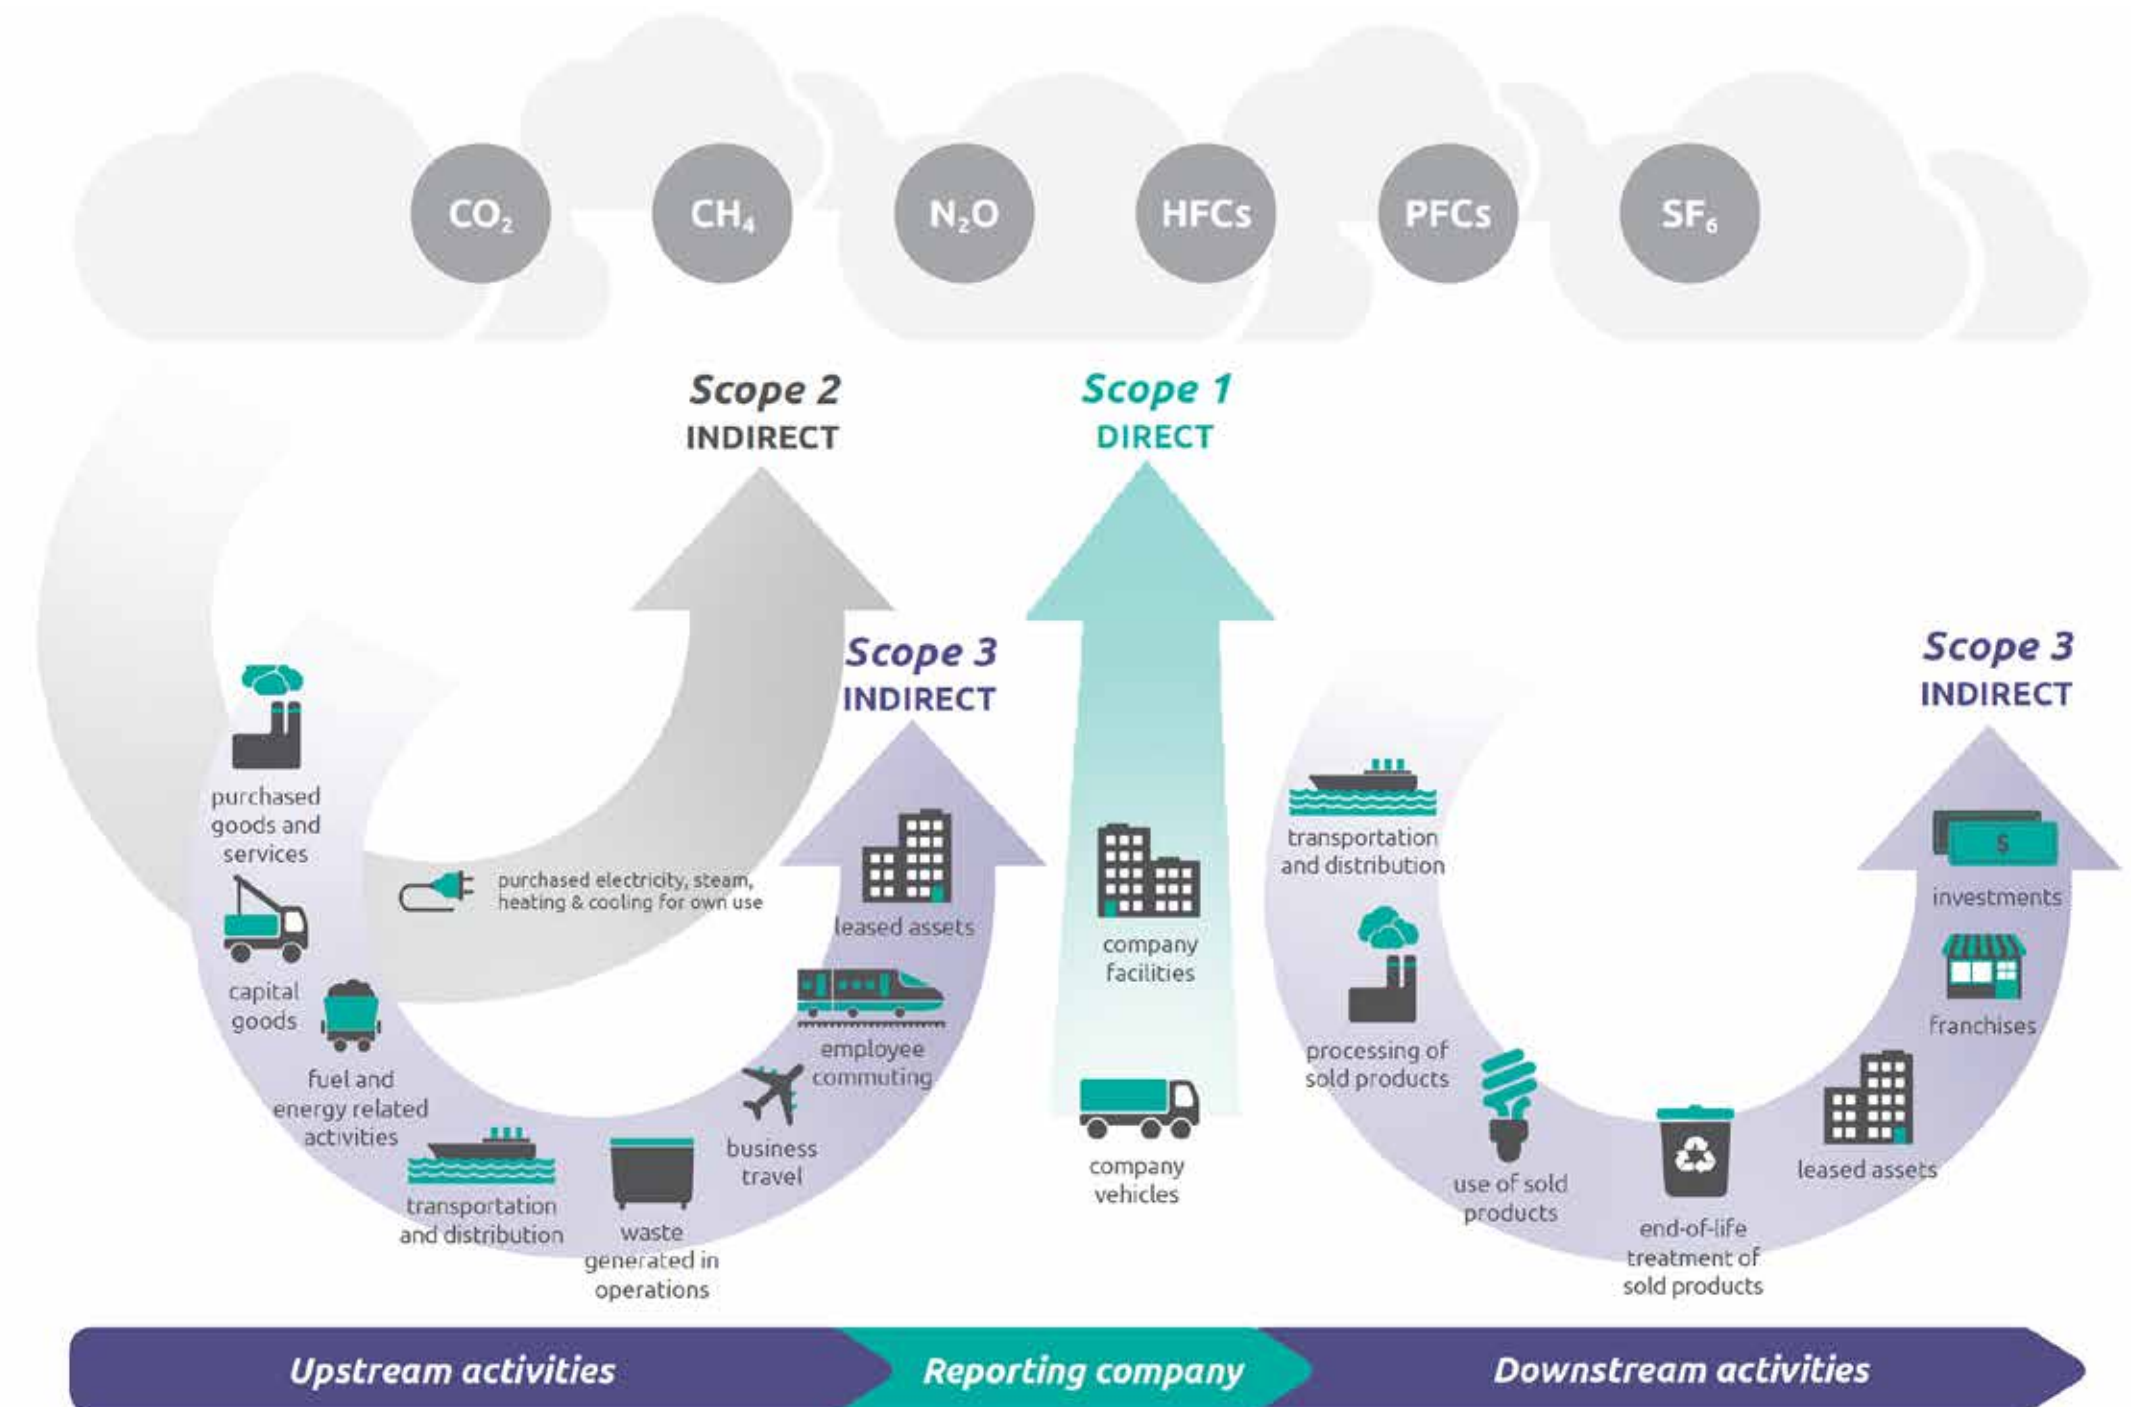 CO₂
CH₄
N₂O
HFCs
PFCs
SF₆
Scope 2
INDIRECT
Scope 1
DIRECT
Scope 3
INDIRECT
Scope 3
INDIRECT
purchased
goods and
services
capital
goods
fuel and
energy related
activities
transportation
and distribution
waste
generated in
operations
business
travel
employee
commuting
leased assets
purchased electricity, steam,
heating & cooling for own use
company
facilities
company
vehicles
transportation
and distribution
processing of
sold products
use of sold
products
end-of-life
treatment of
sold products
leased assets
franchises
investments
$
Upstream activities
Reporting company
Downstream activities